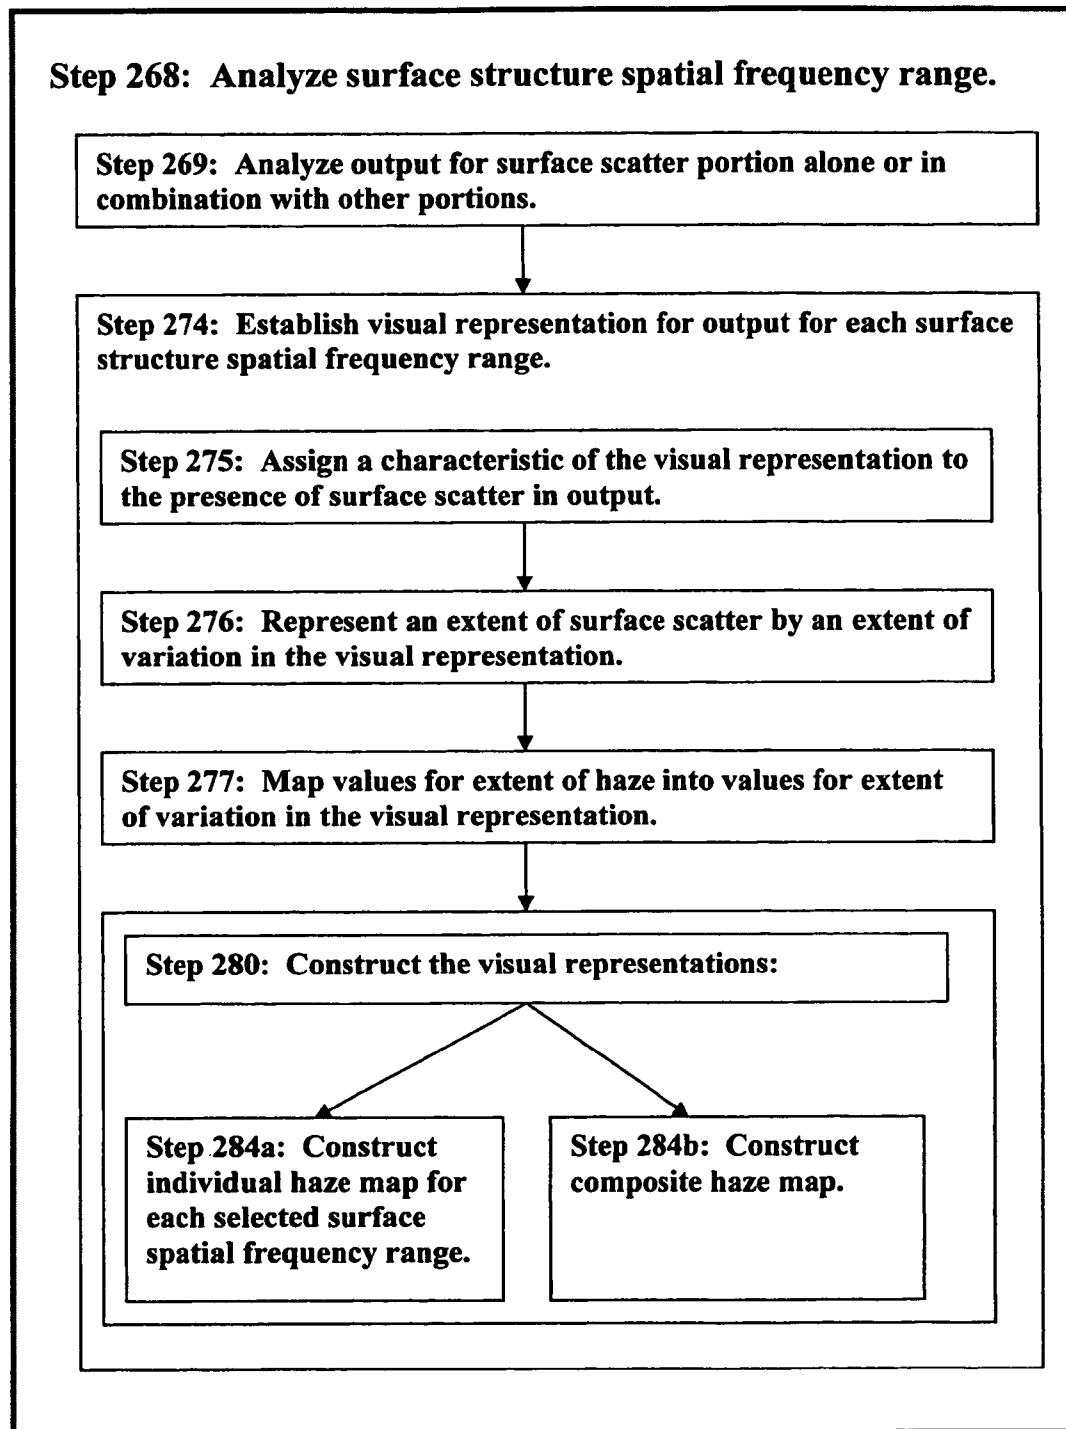 Step 268: Analyze surface structure spatial frequency range.
Step 269: Analyze output for surface scatter portion alone or in
combination with other portions.
Step 274: Establish visual representation for output for each surface
structure spatial frequency range.
Step 275: Assign a characteristic of the visual representation to
the presence of surface scatter in output.
Step 276: Represent an extent of surface scatter by an extent of
variation in the visual representation.
Step 277: Map values for extent of haze into values for extent
of variation in the visual representation.
Step 280: Construct the visual representations:
Step 284a: Construct
individual haze map for
each selected surface
spatial frequency range.
Step 284b: Construct
composite haze map.